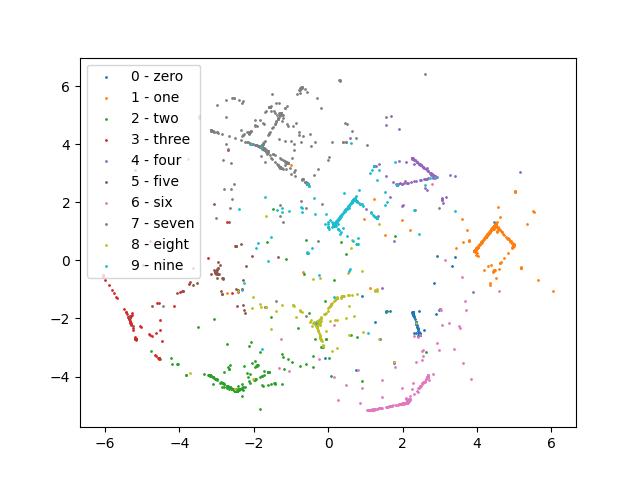 0 - zero
1 - one
2 - two
3 - three
4 - four
5 - five
6 - six
7 - seven
8 - eight
9 - nine
6
4
2
0
−2
−4
−6 −4 −2 0 2 4 6